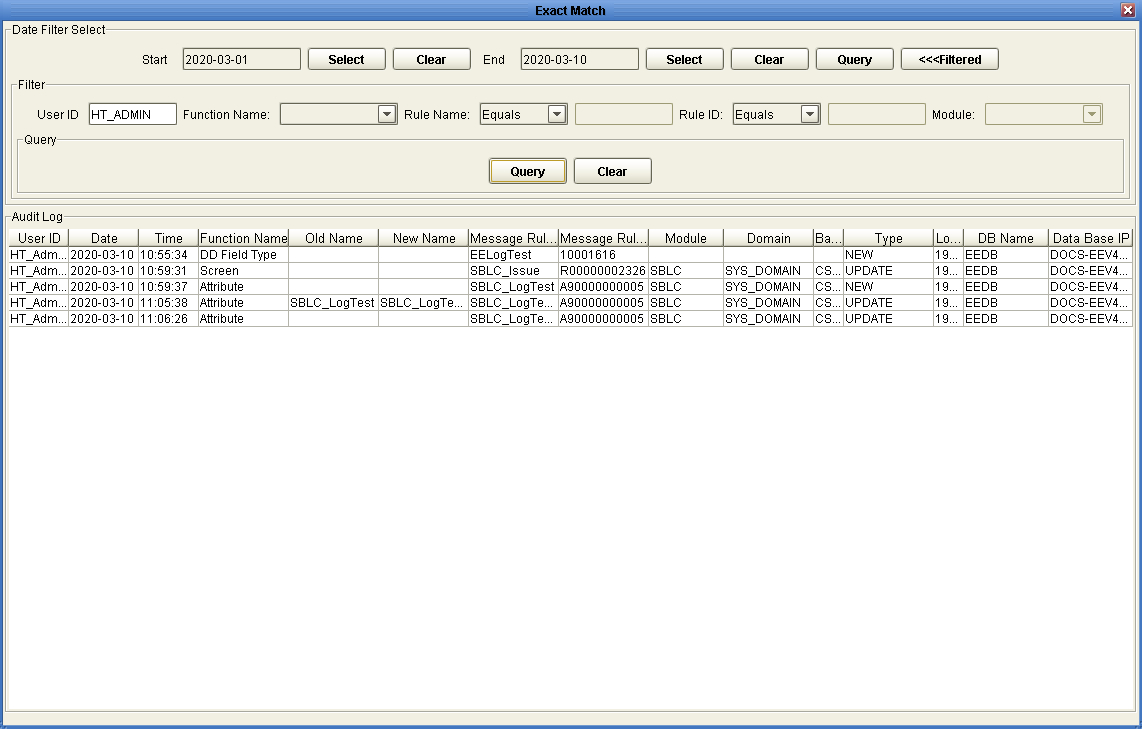 Exact Match
Date Filter Select
Start 2020-03-01 Select Clear End 2020-03-10 Select Clear Query <<<Filtered
Filter
User ID HT_ADMIN Function Name: Rule Name: Equals Rule ID: Equals Module:
Query
Query Clear
Audit Log
User ID Date Time Function Name Old Name New Name Message Rul... Message Rul... Module Domain Ba... Type Lo... DB Name Data Base IP
HT_Adm... 2020-03-10 10:55:34 DD Field Type EELogTest 10001616 NEW 19... EEDB DOCS-EEV4...
HT_Adm... 2020-03-10 10:59:31 Screen SBLC_Issue R00000002326 SBLC SYS_DOMAIN CS... UPDATE 19... EEDB DOCS-EEV4...
HT_Adm... 2020-03-10 10:59:37 Attribute SBLC_LogTest A90000000005 SBLC SYS_DOMAIN CS... NEW 19... EEDB DOCS-EEV4...
HT_Adm... 2020-03-10 11:05:38 Attribute SBLC_LogTest SBLC_LogTe... SBLC_LogTe... A90000000005 SBLC SYS_DOMAIN CS... UPDATE 19... EEDB DOCS-EEV4...
HT_Adm... 2020-03-10 11:06:26 Attribute SBLC_LogTe... A90000000005 SBLC SYS_DOMAIN CS... UPDATE 19... EEDB DOCS-EEV4...